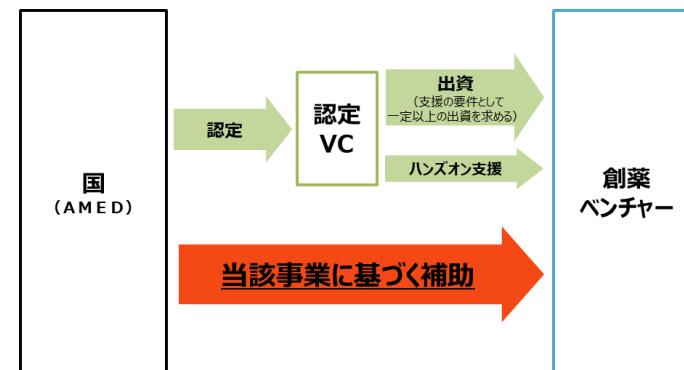 国
(AMED)
認定
認定
VC
出資
(支援の要件として
一定以上の出資を求める)
ハンズオン支援
当該事業に基づく補助
創薬
ベンチャー